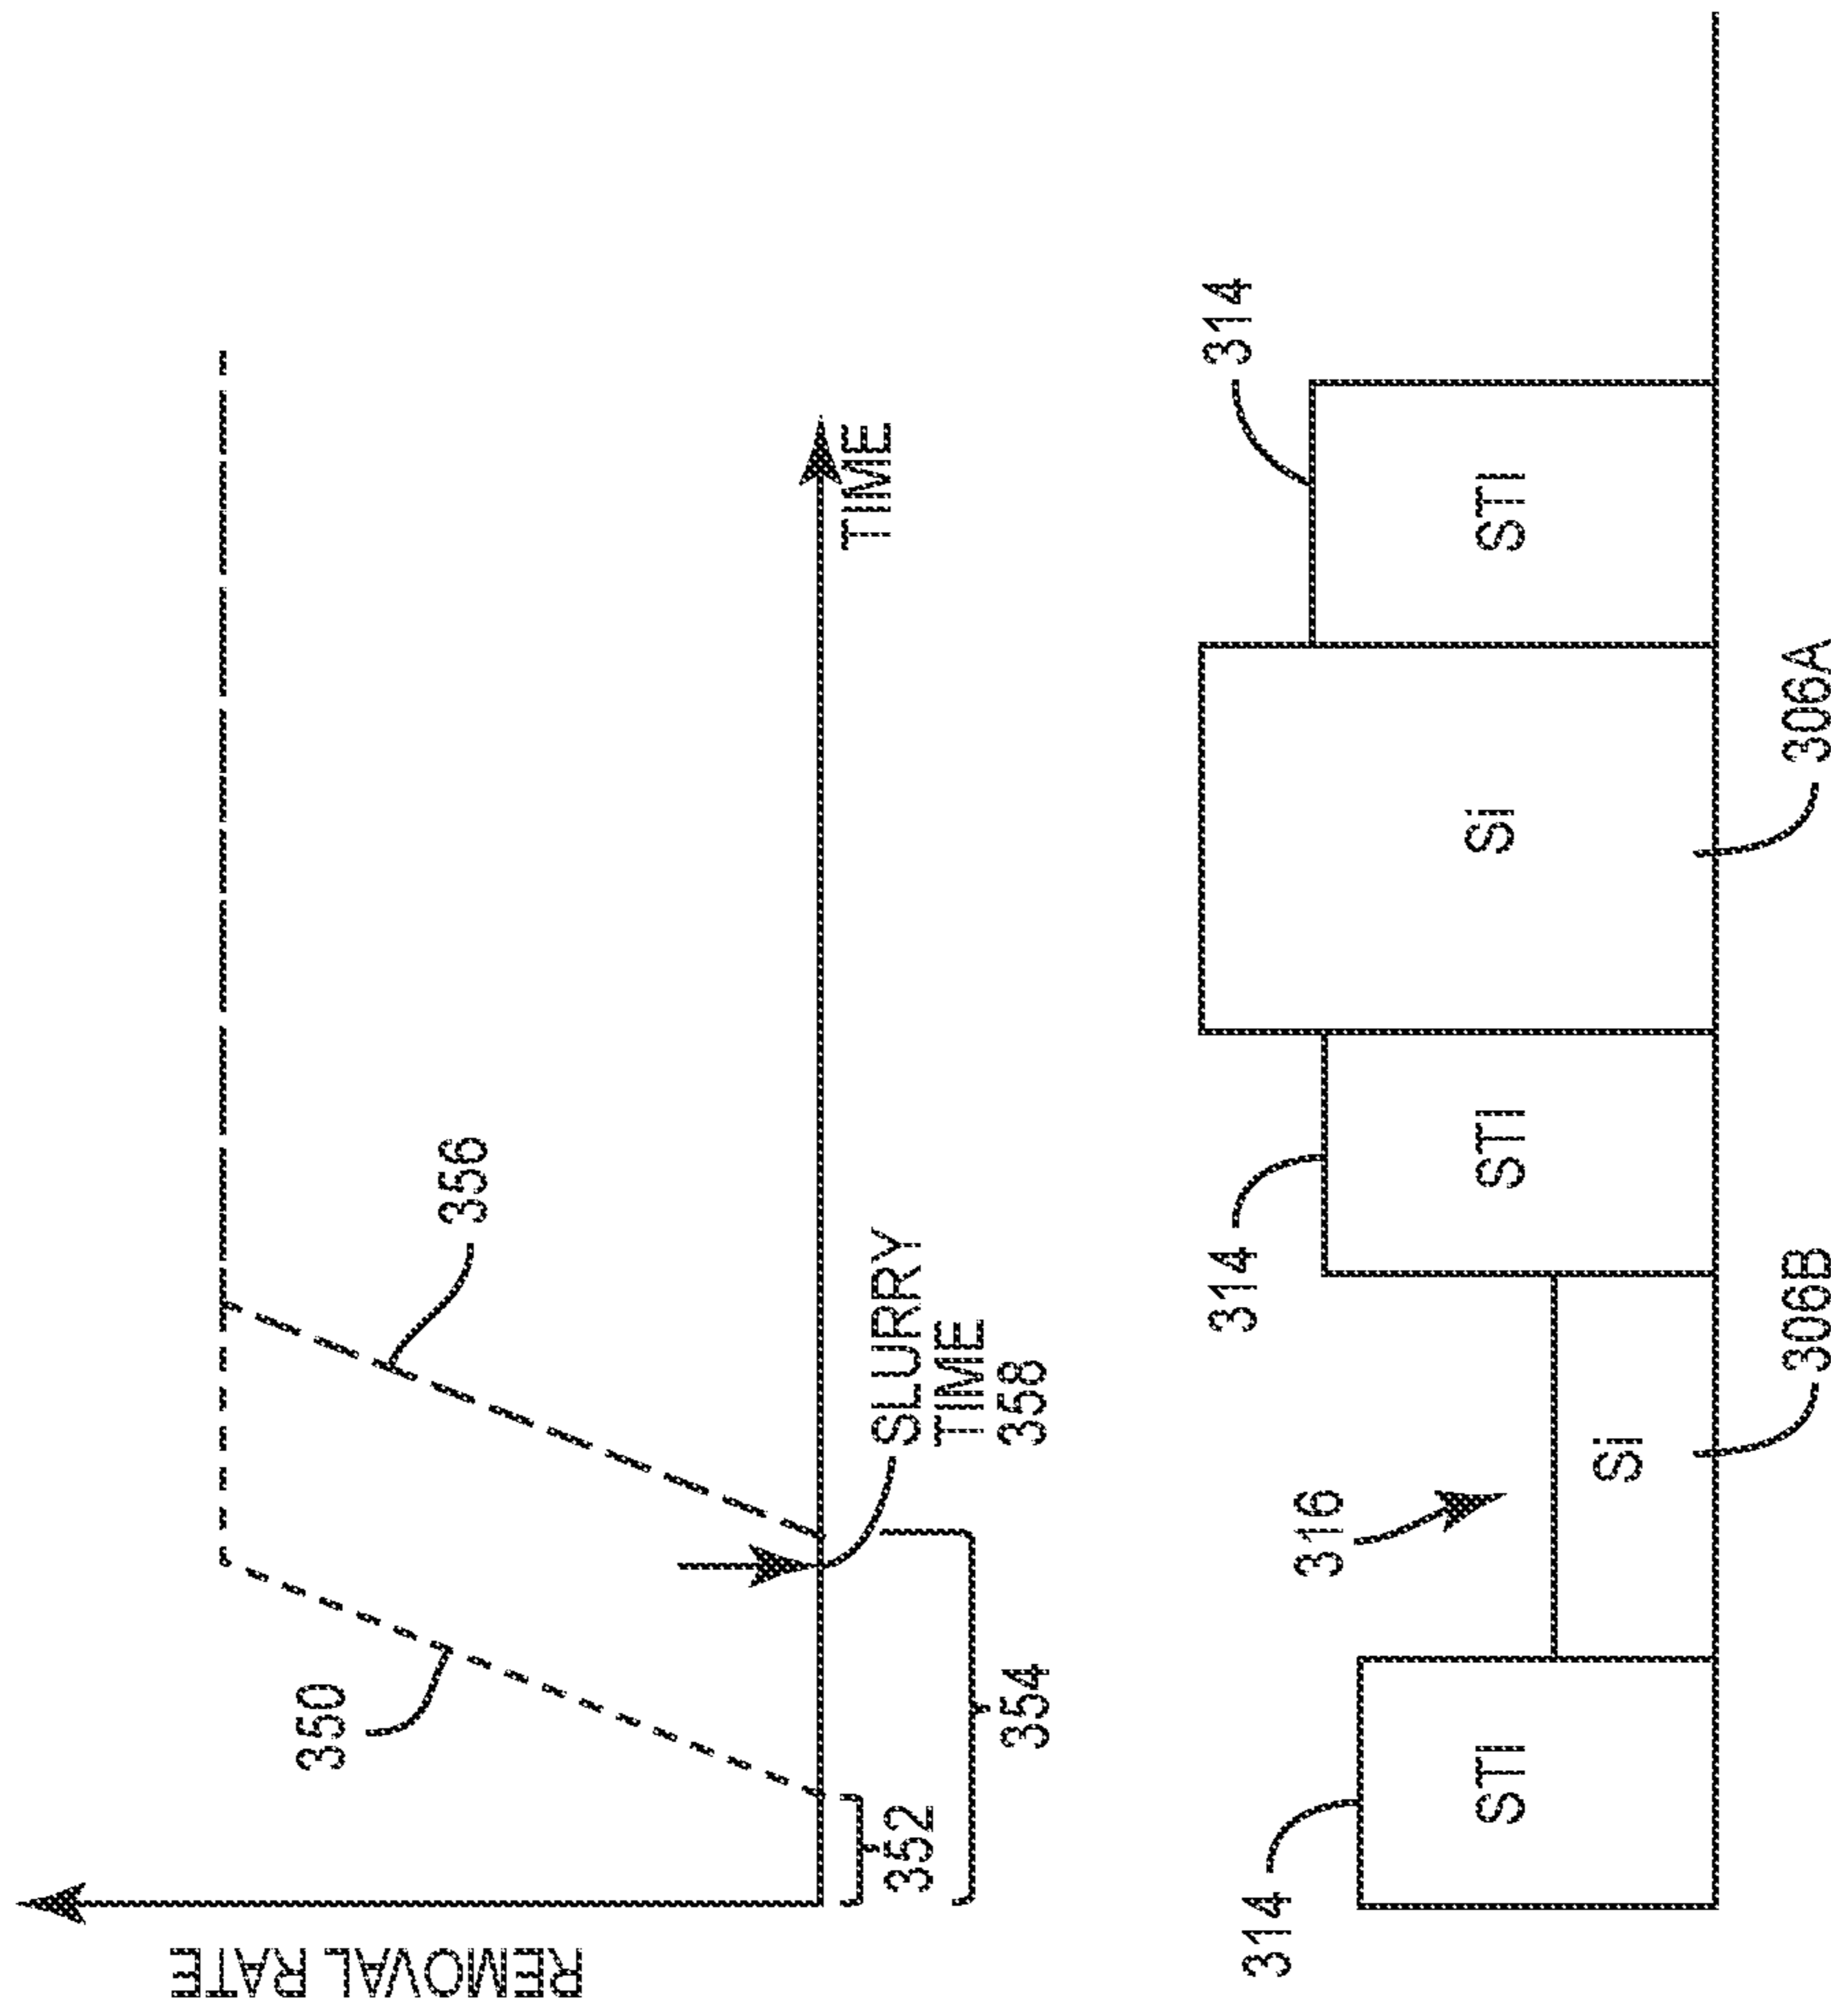 REMOVAL RATE
350
356
TIME
SLURRY
TIME
358
352
354
314
316
314
314
STI
Si
STI
Si
STI
306B
306A